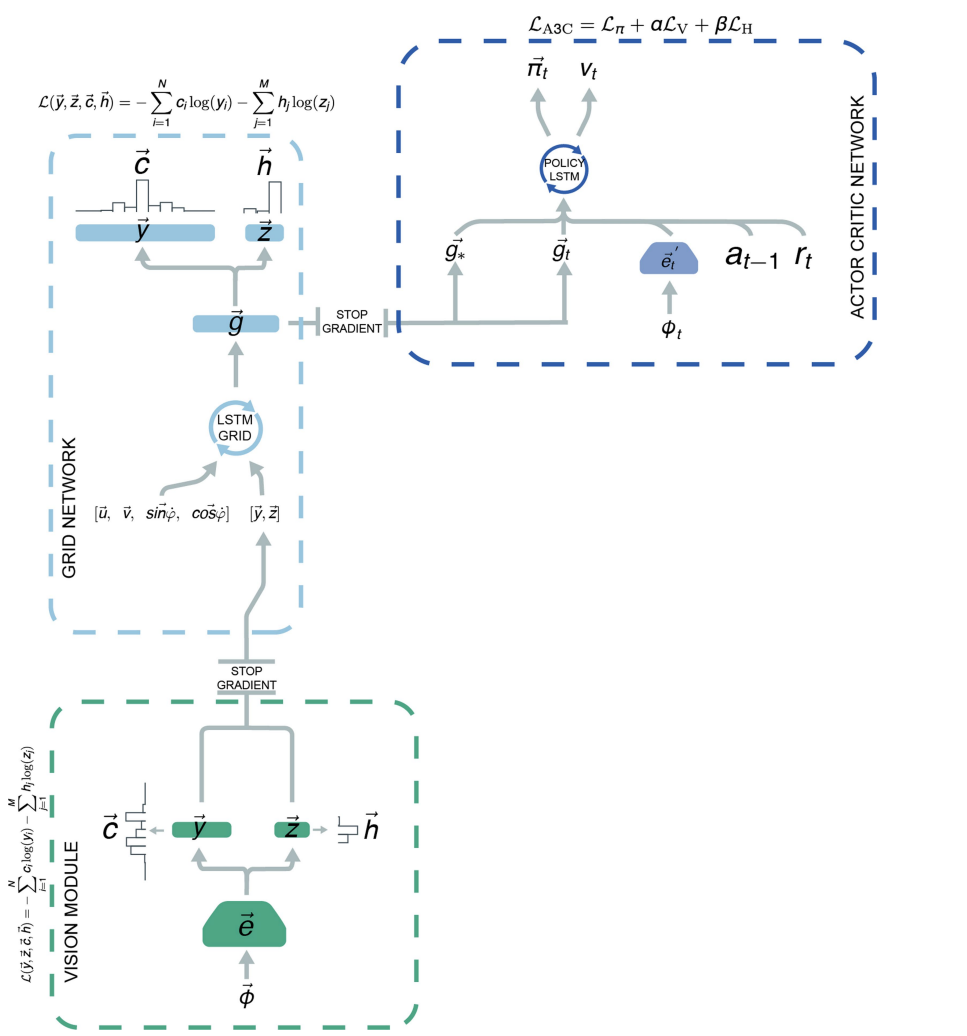 ℒ_A3C = ℒ_π + αℒ_V + βℒ_H
π⃗_t v_t
ℒ(y⃗, z⃗, c⃗, h⃗) = −∑_{i=1}^{N} c_i log(y_i) − ∑_{j=1}^{M} h_j log(z_j)
POLICY
LSTM
c⃗ h⃗
y⃗ z⃗
g⃗_* g⃗_t e⃗_t′ a_{t−1} r_t
ACTOR CRITIC NETWORK
g⃗
STOP
GRADIENT
ϕ_t
LSTM
GRID
[u⃗, v⃗, sin⃗φ̇, cos⃗φ̇] [y⃗, z⃗]
GRID NETWORK
STOP
GRADIENT
c⃗ y⃗ z⃗ h⃗
e⃗
ϕ⃗
VISION MODULE
ℒ(y⃗, z⃗, c⃗, h⃗) = −∑_{i=1}^{N} c_i log(y_i) − ∑_{j=1}^{M} h_j log(z_j)